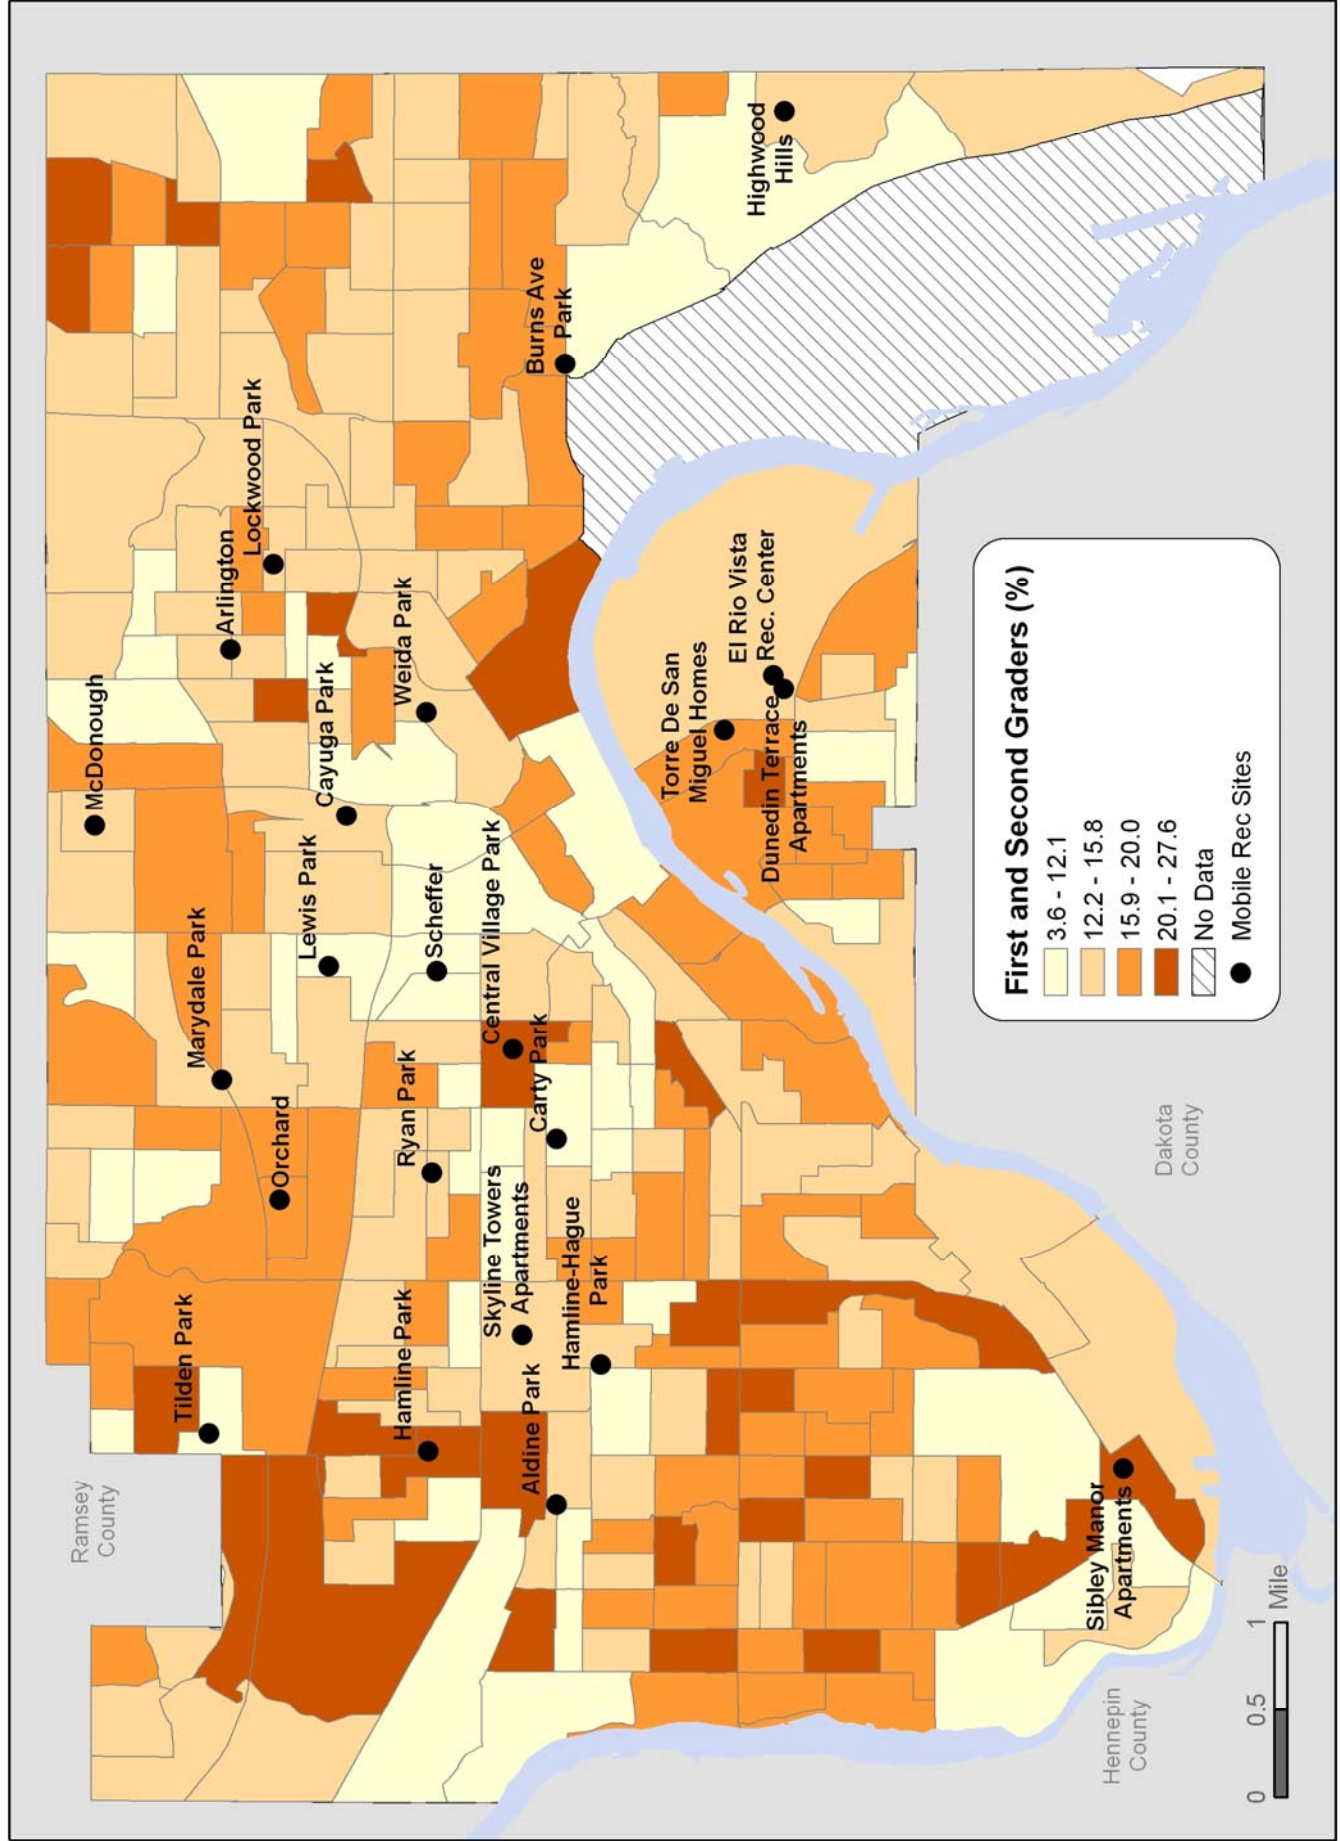 Ramsey
County
Tilden Park
McDonough
Marydale Park
Orchard
Arlington
Lockwood Park
Lewis Park
Cayuga Park
Hamline Park
Ryan Park
Scheffer
Weida Park
Skyline Towers
Apartments
Central Village Park
Aldine Park
Carty Park
Hamline-Hague
Park
Burns Ave
Park
Torre De San
Miguel Homes
El Rio Vista
Rec. Center
Dunedin Terrace
Apartments
Highwood
Hills
Sibley Manor
Apartments
Hennepin
County
Dakota
County
First and Second Graders (%)
3.6 - 12.1
12.2 - 15.8
15.9 - 20.0
20.1 - 27.6
No Data
Mobile Rec Sites
0 0.5 1
Mile